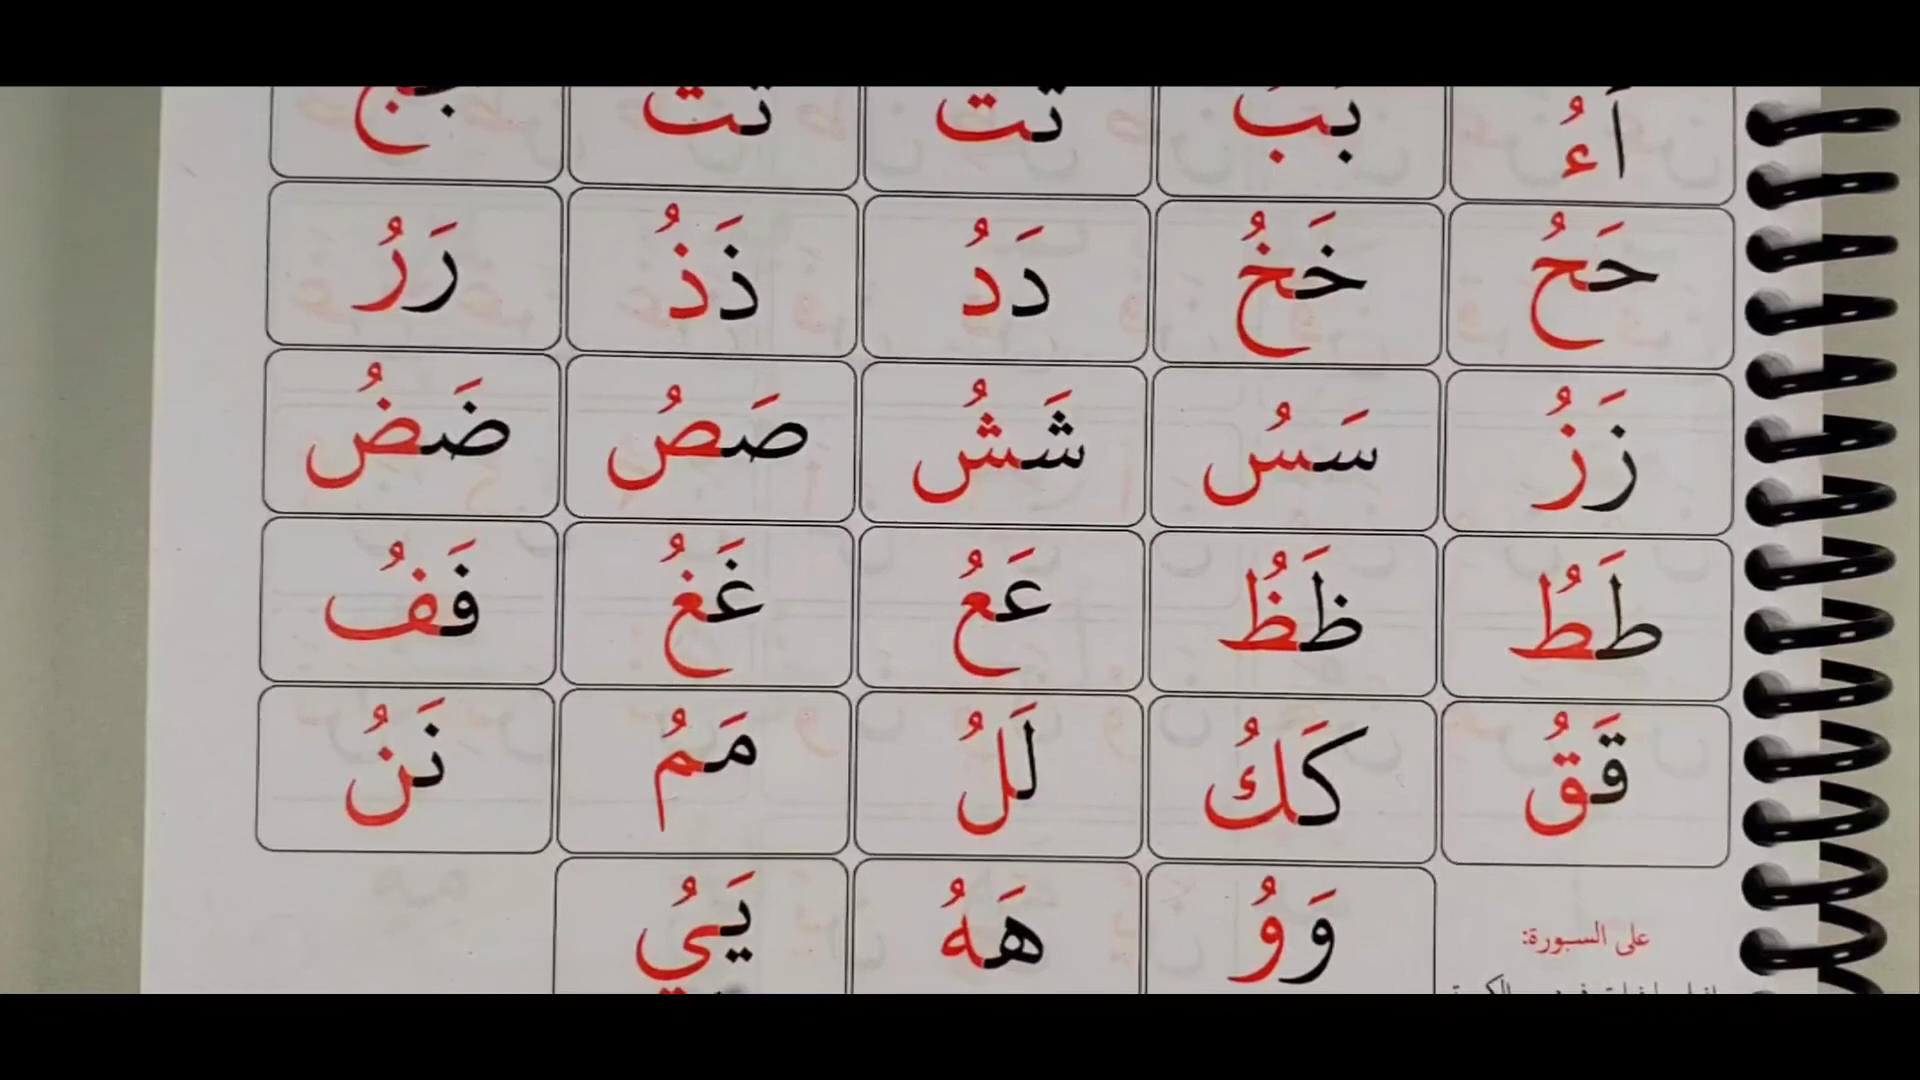 أَءُ بَبُ تَتُ
حَحُ خَخُ دَدُ ذَذُ رَرُ
زَزُ سَسُ شَشُ صَصُ ضَضُ
طَطُ ظَظُ عَعُ غَغُ فَفُ
قَقُ كَكُ لَلُ مَمُ نَنُ
وَوُ هَهُ يَيُ
على السبورة: